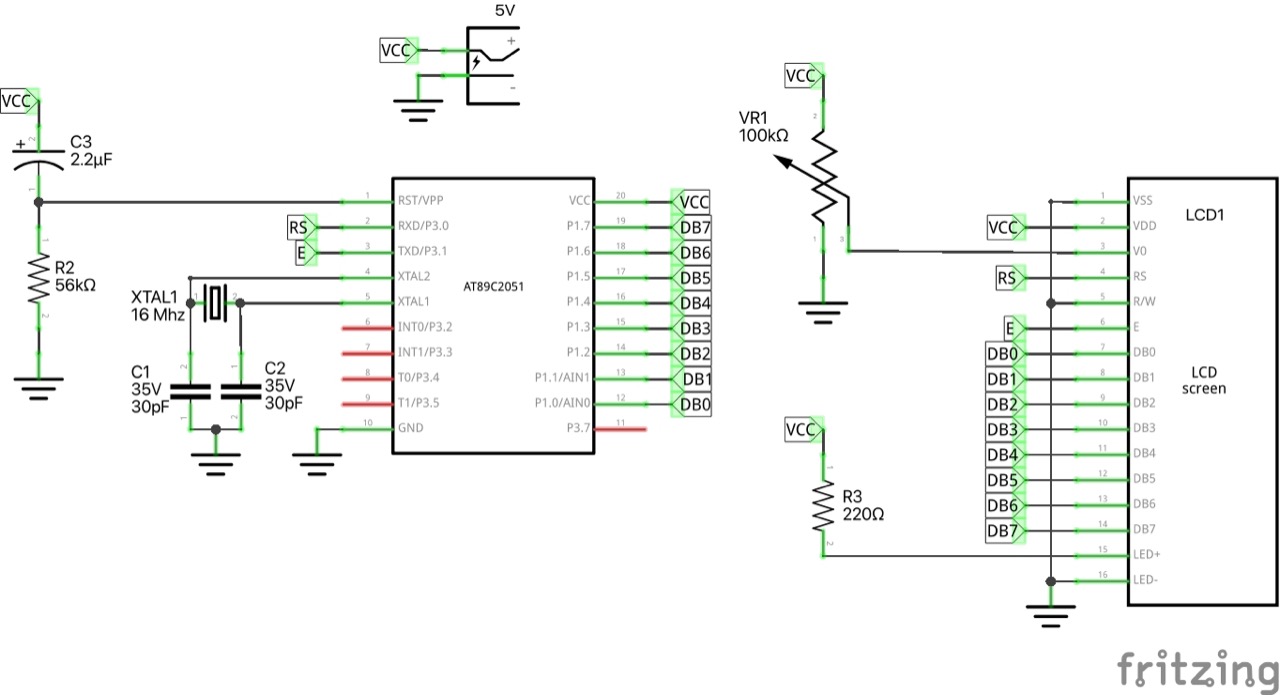 5V
VCC
+
-
VCC
+
2
C3
2.2µF
1
1
R2
56kΩ
2
RS
E
XTAL1
16 Mhz
1
2
C1
35V
30pF
2
1
C2
35V
30pF
1
2
AT89C2051
1 RST/VPP
2 RXD/P3.0
3 TXD/P3.1
4 XTAL2
5 XTAL1
6 INT0/P3.2
7 INT1/P3.3
8 T0/P3.4
9 T1/P3.5
10 GND
VCC 20 VCC
P1.7 19 DB7
P1.6 18 DB6
P1.5 17 DB5
P1.4 16 DB4
P1.3 15 DB3
P1.2 14 DB2
P1.1/AIN1 13 DB1
P1.0/AIN0 12 DB0
P3.7 11
VCC
VR1
100kΩ
2
1
3
VCC
1
R3
220Ω
2
LCD1
LCD
screen
1 VSS
VCC 2 VDD
3 V0
RS 4 RS
5 R/W
E 6 E
DB0 7 DB0
DB1 8 DB1
DB2 9 DB2
DB3 10 DB3
DB4 11 DB4
DB5 12 DB5
DB6 13 DB6
DB7 14 DB7
15 LED+
16 LED-
fritzing